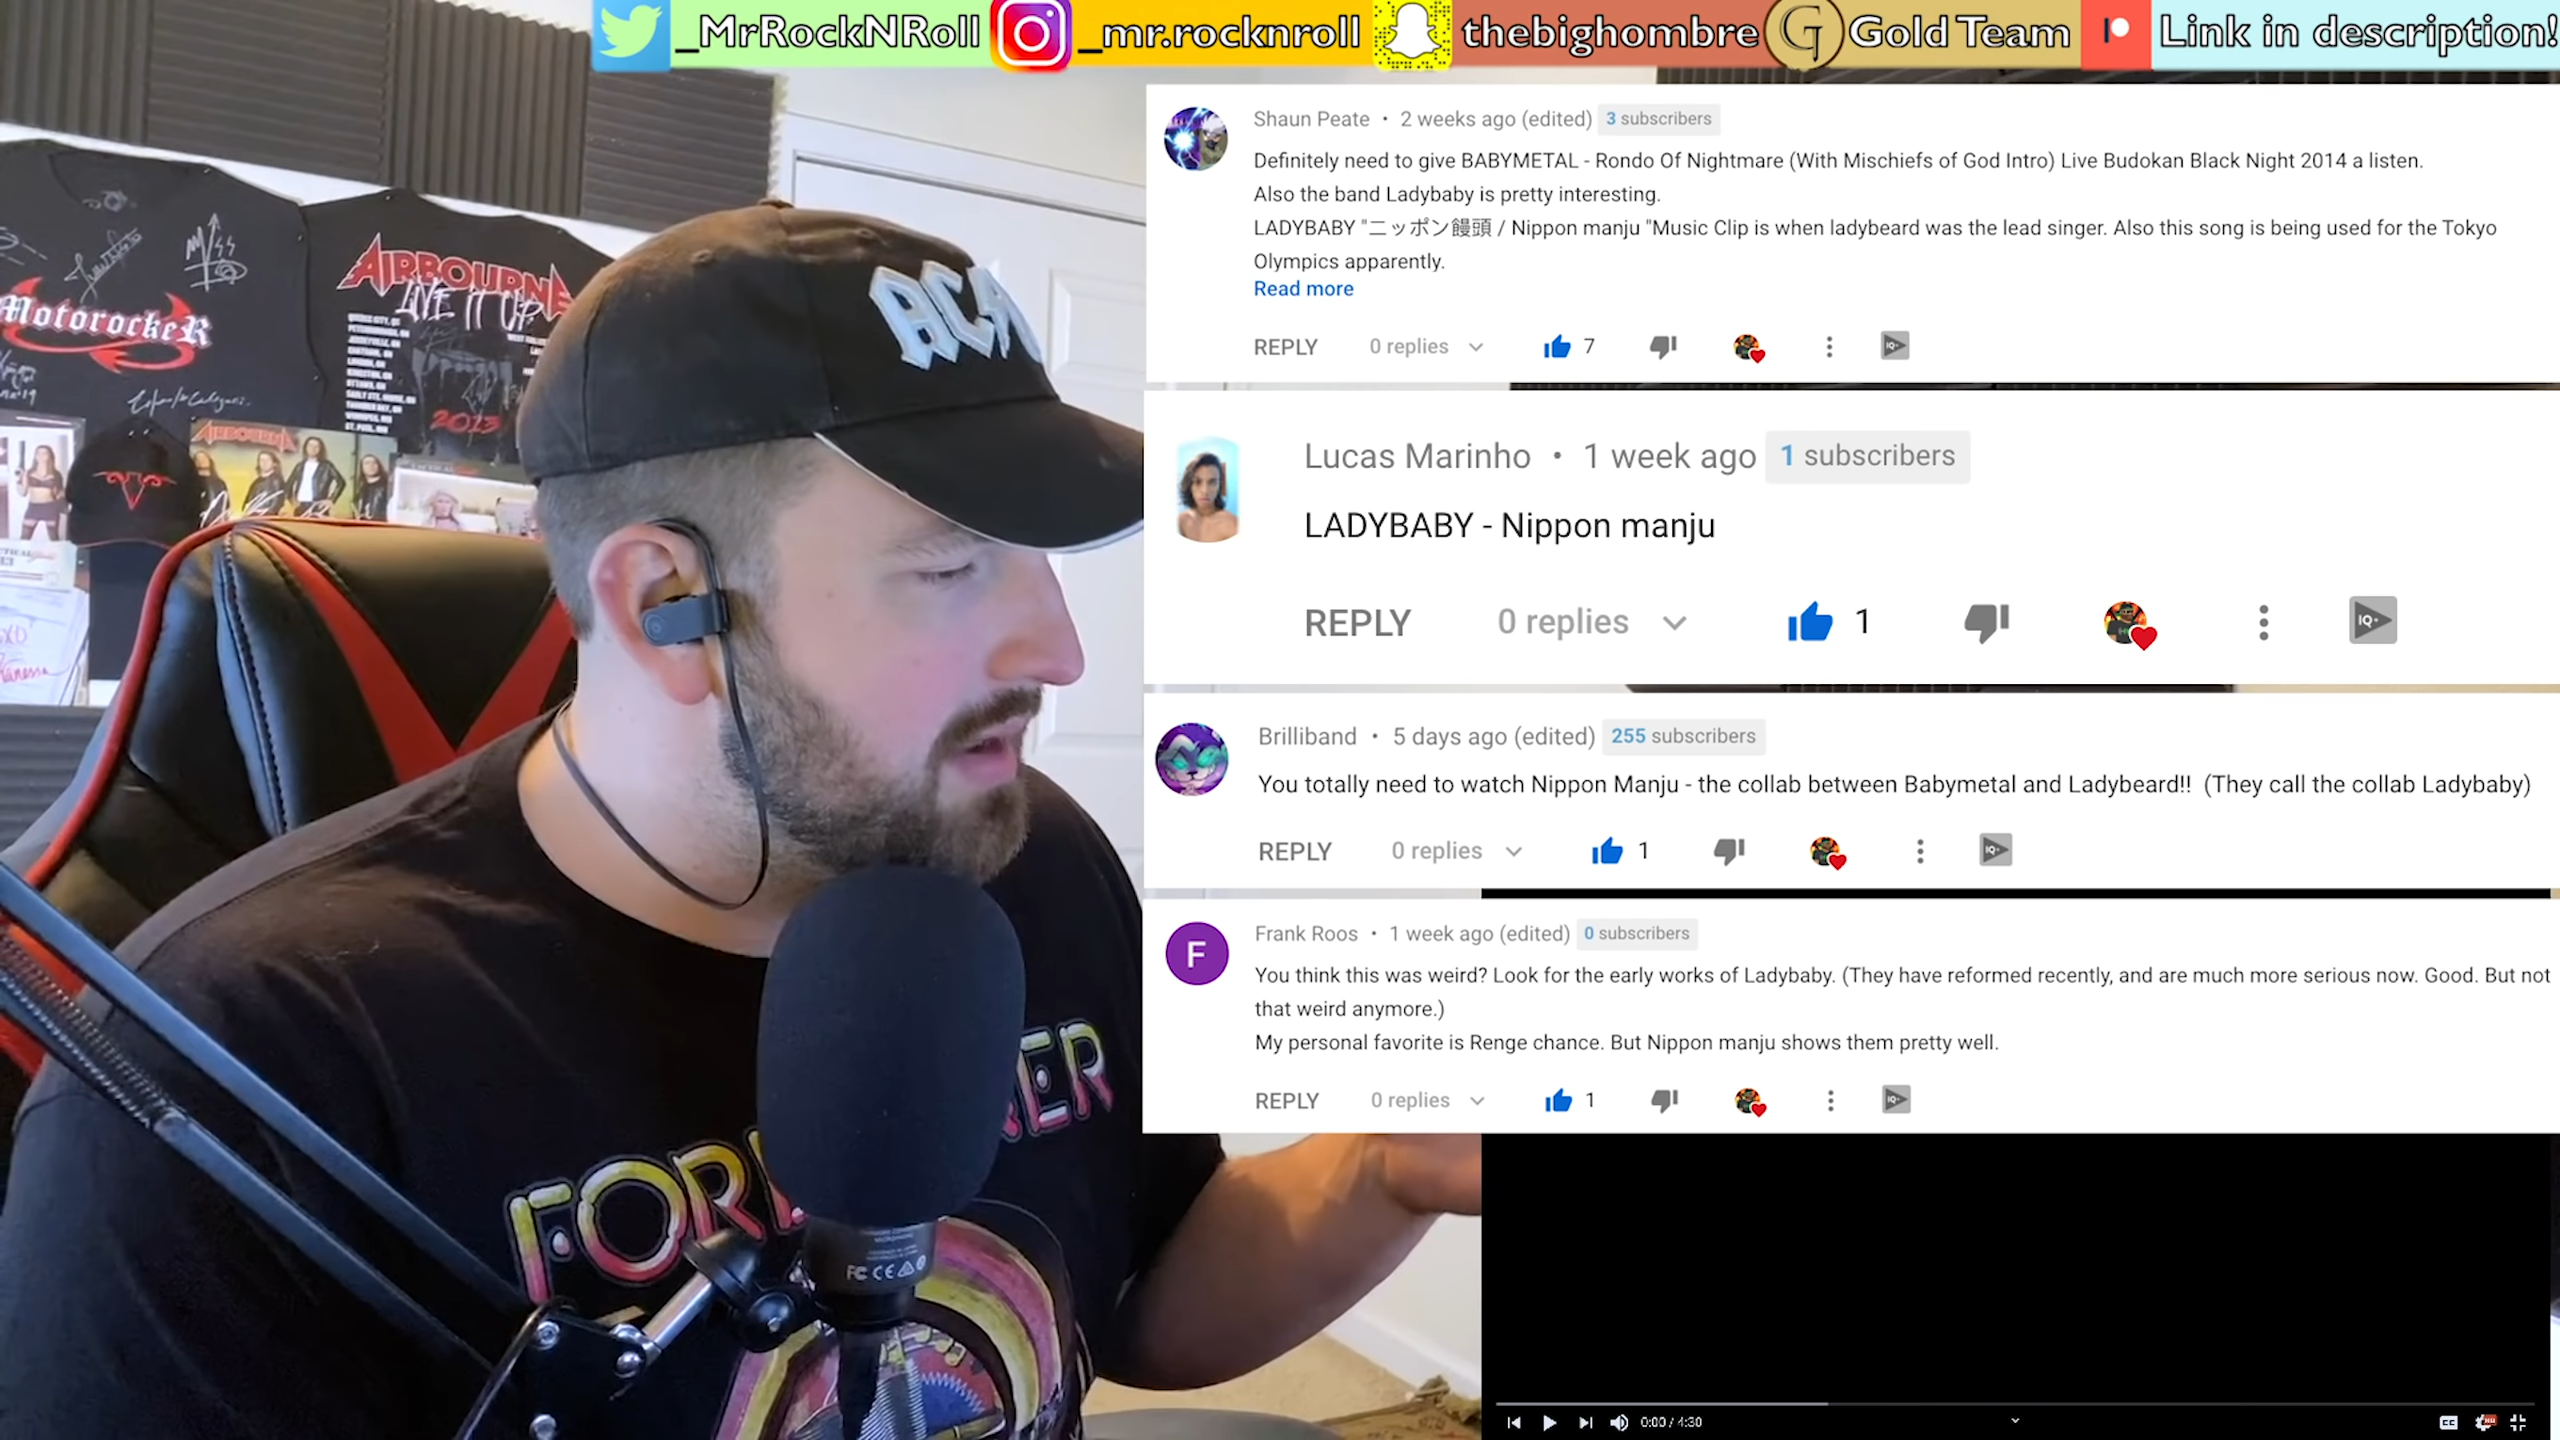 _MrRockNRoll
_mr.rocknroll
thebighombre
G
Gold Team
Link in description!
Shaun Peate • 2 weeks ago (edited) 3 subscribers
Definitely need to give BABYMETAL - Rondo Of Nightmare (With Mischiefs of God Intro) Live Budokan Black Night 2014 a listen.
Also the band Ladybaby is pretty interesting.
LADYBABY "ニッポン饅頭 / Nippon manju "Music Clip is when ladybeard was the lead singer. Also this song is being used for the Tokyo
Olympics apparently.
Read more
REPLY 0 replies 7
IQ+
Lucas Marinho • 1 week ago 1 subscribers
LADYBABY - Nippon manju
REPLY 0 replies 1
IQ+
Brilliband • 5 days ago (edited) 255 subscribers
You totally need to watch Nippon Manju - the collab between Babymetal and Ladybeard!! (They call the collab Ladybaby)
REPLY 0 replies 1
IQ+
F
Frank Roos • 1 week ago (edited) 0 subscribers
You think this was weird? Look for the early works of Ladybaby. (They have reformed recently, and are much more serious now. Good. But not
that weird anymore.)
My personal favorite is Renge chance. But Nippon manju shows them pretty well.
REPLY 0 replies 1
IQ+
0:00 / 4:30
CC
MotorockeR
AIRBOURNE
LIVE IT UP
2013
AIRBOURNE
FC CE